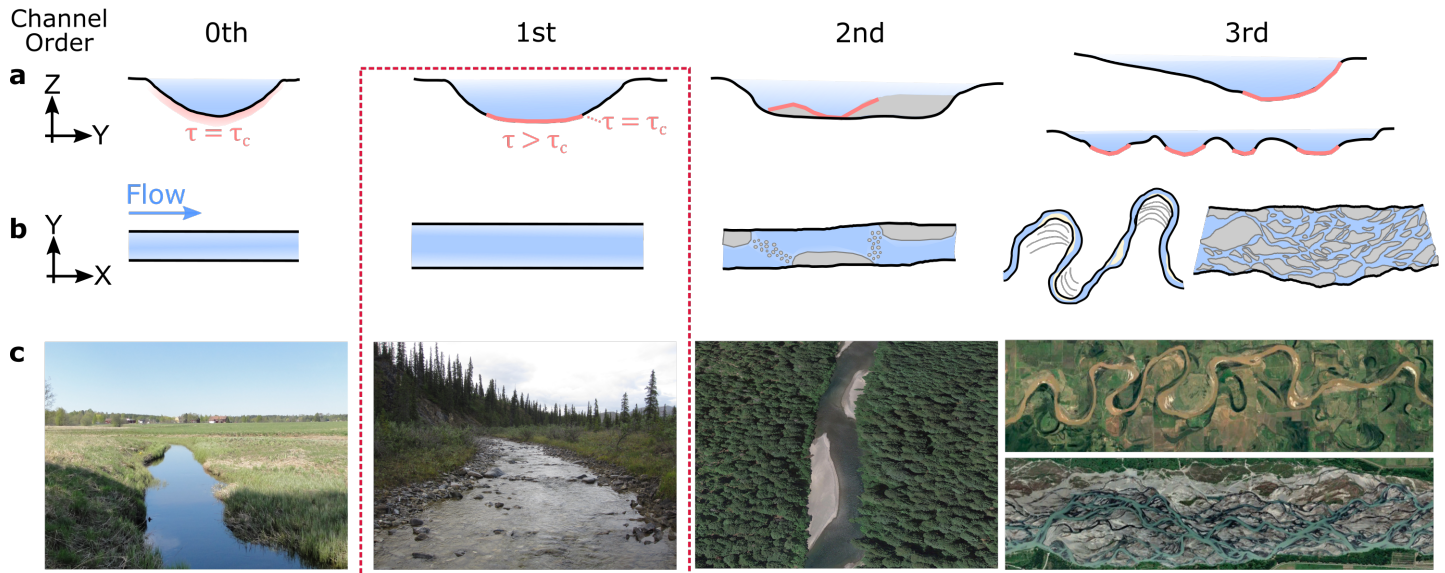 Channel
Order
0th
1st
2nd
3rd
a
Z
Y
τ = τc
τ > τc
τ = τc
b
Flow
Y
X
c